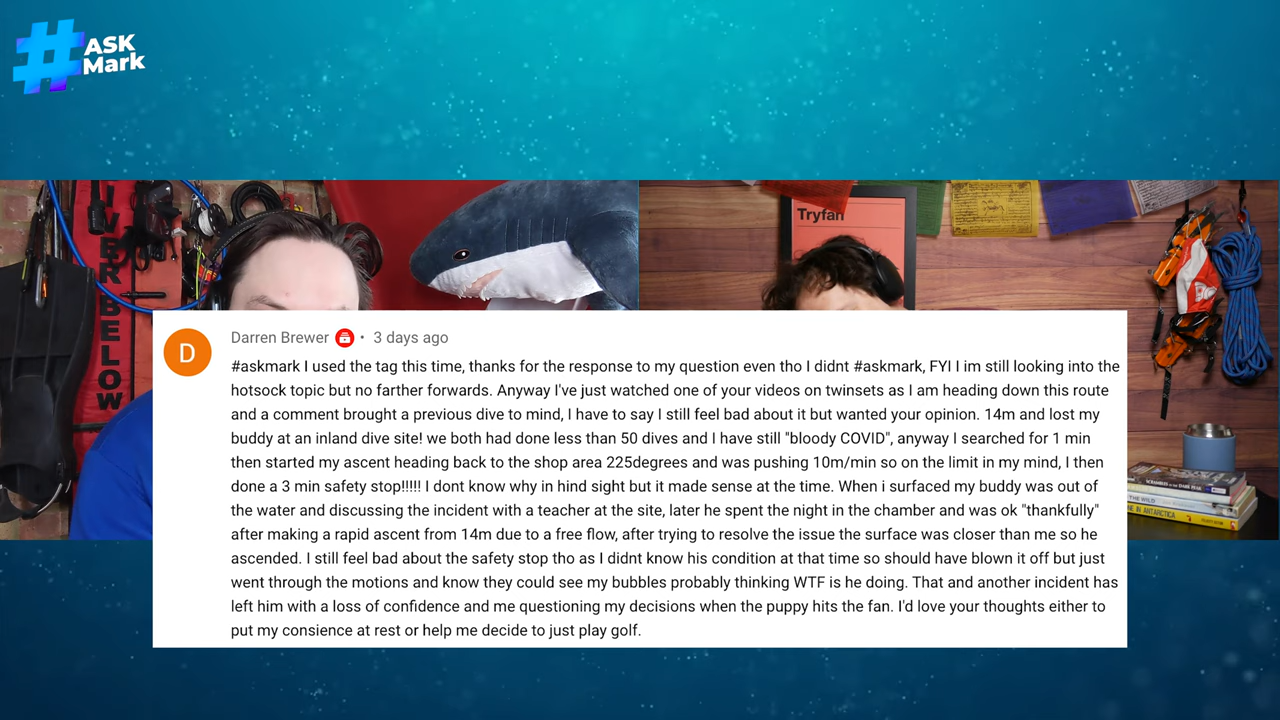 #ASK
Mark
DIVR BELOW
Tryfan
Darren Brewer • 3 days ago
D
#askmark I used the tag this time, thanks for the response to my question even tho I didnt #askmark, FYI I im still looking into the
hotsock topic but no farther forwards. Anyway I've just watched one of your videos on twinsets as I am heading down this route
and a comment brought a previous dive to mind, I have to say I still feel bad about it but wanted your opinion. 14m and lost my
buddy at an inland dive site! we both had done less than 50 dives and I have still "bloody COVID", anyway I searched for 1 min
then started my ascent heading back to the shop area 225degrees and was pushing 10m/min so on the limit in my mind, I then
done a 3 min safety stop!!!!! I dont know why in hind sight but it made sense at the time. When i surfaced my buddy was out of
the water and discussing the incident with a teacher at the site, later he spent the night in the chamber and was ok "thankfully"
after making a rapid ascent from 14m due to a free flow, after trying to resolve the issue the surface was closer than me so he
ascended. I still feel bad about the safety stop tho as I didnt know his condition at that time so should have blown it off but just
went through the motions and know they could see my bubbles probably thinking WTF is he doing. That and another incident has
left him with a loss of confidence and me questioning my decisions when the puppy hits the fan. I'd love your thoughts either to
put my consience at rest or help me decide to just play golf.